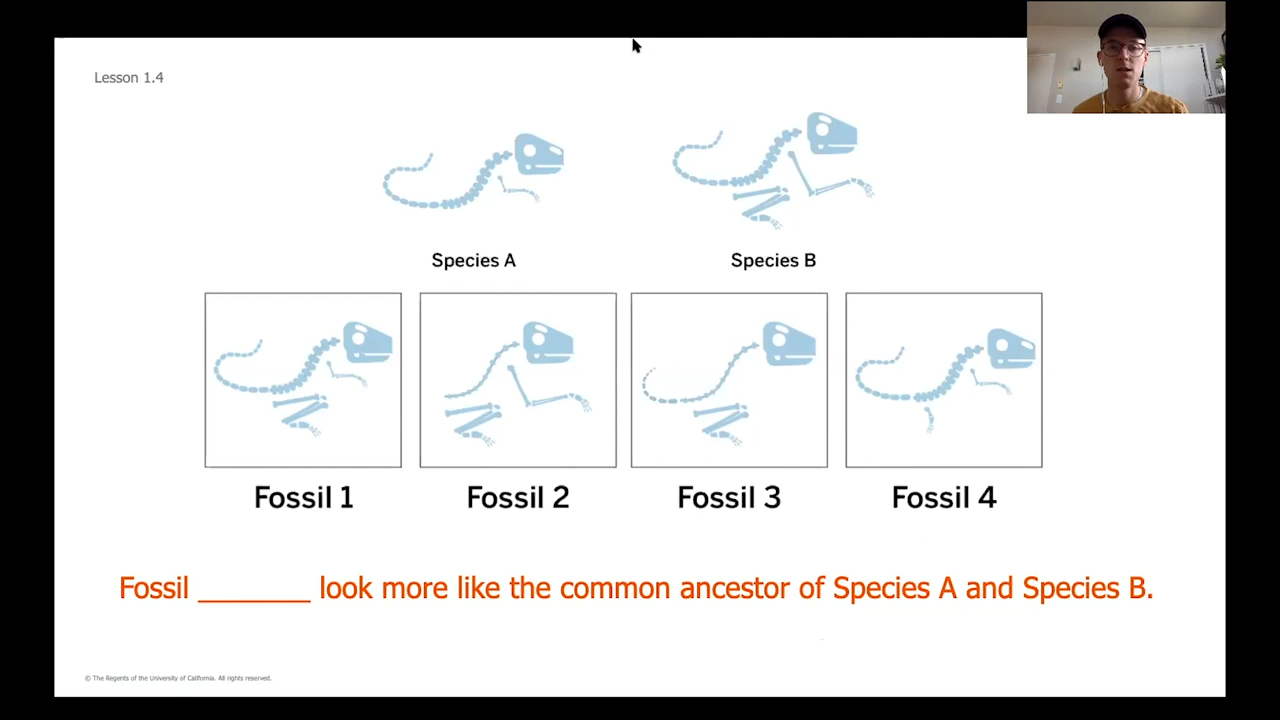 Lesson 1.4
Species A
Species B
Fossil 1
Fossil 2
Fossil 3
Fossil 4
Fossil _______ look more like the common ancestor of Species A and Species B.
© The Regents of the University of California. All rights reserved.